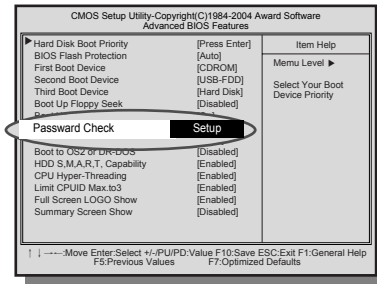 CMOS Setup Utility-Copyright(C)1984-2004 Award Software
Advanced BIOS Features
Hard Disk Boot Priority [Press Enter]
BIOS Flash Protection [Auto]
First Boot Device [CDROM]
Second Boot Device [USB-FDD]
Third Boot Device [Hard Disk]
Boot Up Floppy Seek [Disabled]
Passward Check Setup
Boot to OS2 or DR-DOS [Disabled]
HDD S,M,A,R,T, Capability [Enabled]
CPU Hyper-Threading [Enabled]
Limit CPUID Max.to3 [Enabled]
Full Screen LOGO Show [Enabled]
Summary Screen Show [Disabled]
Item Help
Menu Level ▶
Select Your Boot
Device Priority
↑↓→←:Move Enter:Select +/-/PU/PD:Value F10:Save ESC:Exit F1:General Help
F5:Previous Values F7:Optimized Defaults